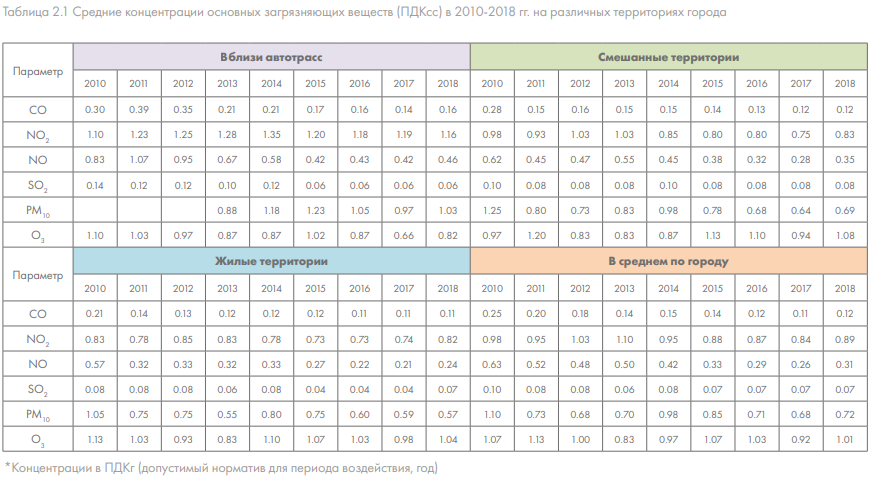 Таблица 2.1 Средние концентрации основных загрязняющих веществ (ПДКсс) в 2010-2018 гг. на различных территориях города
Параметр Вблизи автотрасс Смешанные территории
2010 2011 2012 2013 2014 2015 2016 2017 2018 2010 2011 2012 2013 2014 2015 2016 2017 2018
CO 0.30 0.39 0.35 0.21 0.21 0.17 0.16 0.14 0.16 0.28 0.15 0.16 0.15 0.15 0.14 0.13 0.12 0.12
NO2 1.10 1.23 1.25 1.28 1.35 1.20 1.18 1.19 1.16 0.98 0.93 1.03 1.03 0.85 0.80 0.80 0.75 0.83
NO 0.83 1.07 0.95 0.67 0.58 0.42 0.43 0.42 0.46 0.62 0.45 0.47 0.55 0.45 0.38 0.32 0.28 0.35
SO2 0.14 0.12 0.12 0.10 0.12 0.06 0.06 0.06 0.06 0.10 0.08 0.08 0.08 0.10 0.08 0.08 0.08 0.08
PM10 0.88 1.18 1.23 1.05 0.97 1.03 1.25 0.80 0.73 0.83 0.98 0.78 0.68 0.64 0.69
O3 1.10 1.03 0.97 0.87 0.87 1.02 0.87 0.66 0.82 0.97 1.20 0.83 0.83 0.87 1.13 1.10 0.94 1.08
Параметр Жилые территории В среднем по городу
2010 2011 2012 2013 2014 2015 2016 2017 2018 2010 2011 2012 2013 2014 2015 2016 2017 2018
CO 0.21 0.14 0.13 0.12 0.12 0.12 0.11 0.11 0.11 0.25 0.20 0.18 0.14 0.15 0.14 0.12 0.11 0.12
NO2 0.83 0.78 0.85 0.83 0.78 0.73 0.73 0.74 0.82 0.98 0.95 1.03 1.10 0.95 0.88 0.87 0.84 0.89
NO 0.57 0.32 0.33 0.32 0.33 0.27 0.22 0.21 0.24 0.63 0.52 0.48 0.50 0.42 0.33 0.29 0.26 0.31
SO2 0.08 0.08 0.08 0.06 0.08 0.04 0.04 0.04 0.07 0.10 0.08 0.08 0.06 0.08 0.07 0.07 0.07 0.07
PM10 1.05 0.75 0.75 0.55 0.80 0.75 0.60 0.59 0.57 1.10 0.73 0.68 0.70 0.98 0.85 0.71 0.68 0.72
O3 1.13 1.03 0.93 0.83 1.10 1.07 1.03 0.98 1.04 1.07 1.13 1.00 0.83 0.97 1.07 1.03 0.92 1.01
*Концентрации в ПДКг (допустимый норматив для периода воздействия, год)